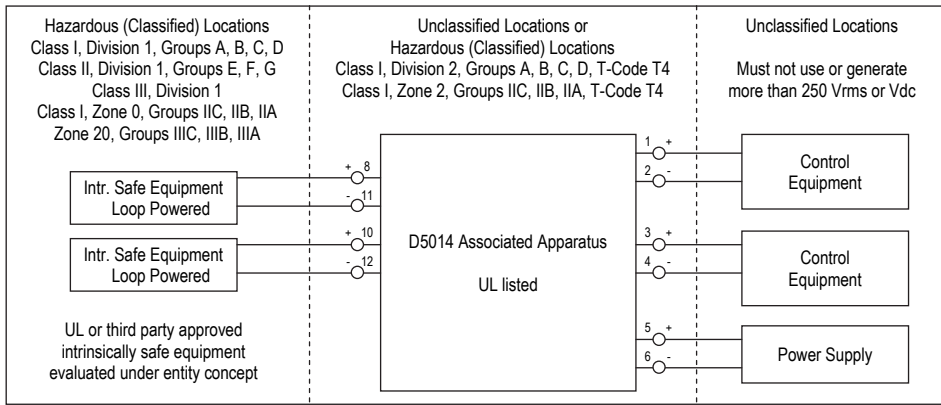 Hazardous (Classified) Locations
Class I, Division 1, Groups A, B, C, D
Class II, Division 1, Groups E, F, G
Class III, Division 1
Class I, Zone 0, Groups IIC, IIB, IIA
Zone 20, Groups IIIC, IIIB, IIIA
Unclassified Locations or
Hazardous (Classified) Locations
Class I, Division 2, Groups A, B, C, D, T-Code T4
Class I, Zone 2, Groups IIC, IIB, IIA, T-Code T4
Unclassified Locations
Must not use or generate
more than 250 Vrms or Vdc
Intr. Safe Equipment
Loop Powered
+ 8
- 11
Intr. Safe Equipment
Loop Powered
+ 10
- 12
UL or third party approved
intrinsically safe equipment
evaluated under entity concept
D5014 Associated Apparatus
UL listed
1 +
2 -
Control
Equipment
3 +
4 -
Control
Equipment
5 +
6 -
Power Supply